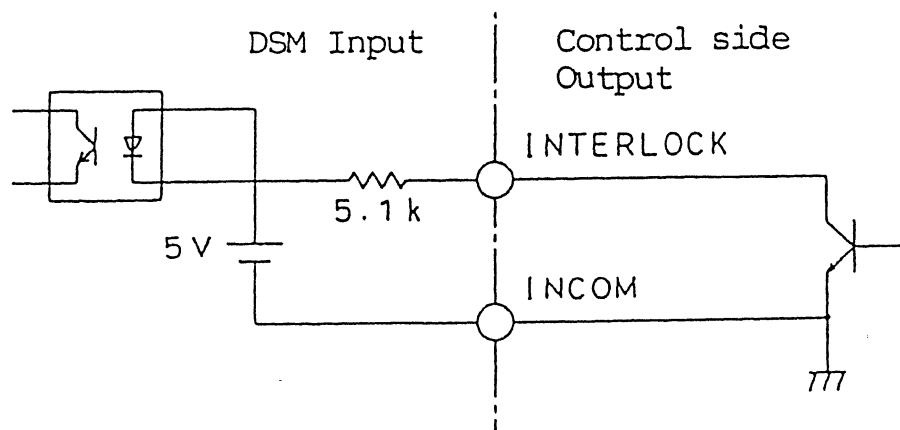 DSM Input
Control side
Output
INTERLOCK
5.1k
5V
INCOM